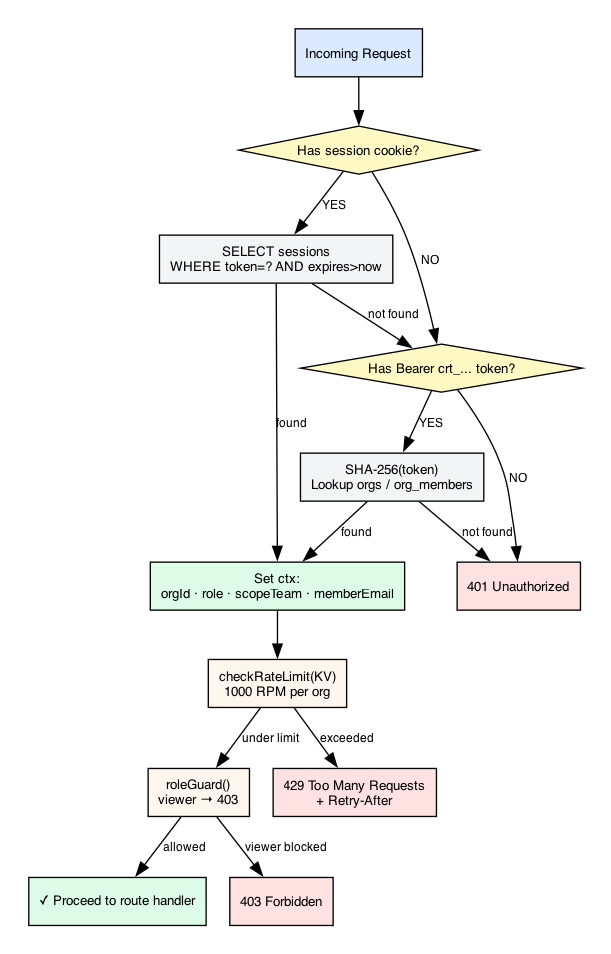 Incoming Request
Has session cookie?
YES
SELECT sessions
WHERE token=? AND expires>now
NO
not found
Has Bearer crt_... token?
found
YES
SHA-256(token)
Lookup orgs / org_members
NO
found
not found
Set ctx:
orgId · role · scopeTeam · memberEmail
401 Unauthorized
checkRateLimit(KV)
1000 RPM per org
under limit
exceeded
roleGuard()
viewer → 403
429 Too Many Requests
+ Retry-After
allowed
viewer blocked
✓ Proceed to route handler
403 Forbidden